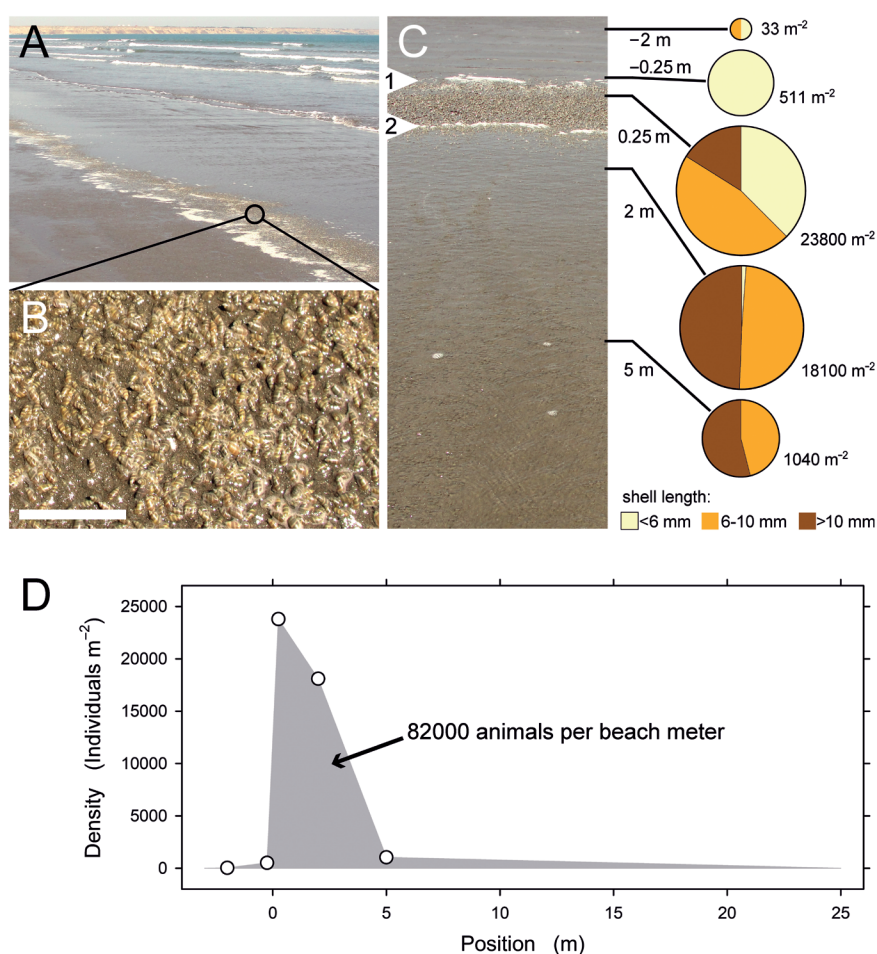 A
B
C
1
2
−2 m
33 m⁻²
−0.25 m
511 m⁻²
0.25 m
23800 m⁻²
2 m
18100 m⁻²
5 m
1040 m⁻²
shell length:
<6 mm 6-10 mm >10 mm
D
Density (Individuals m⁻²)
25000
20000
15000
10000
5000
0
82000 animals per beach meter
0 5 10 15 20 25
Position (m)